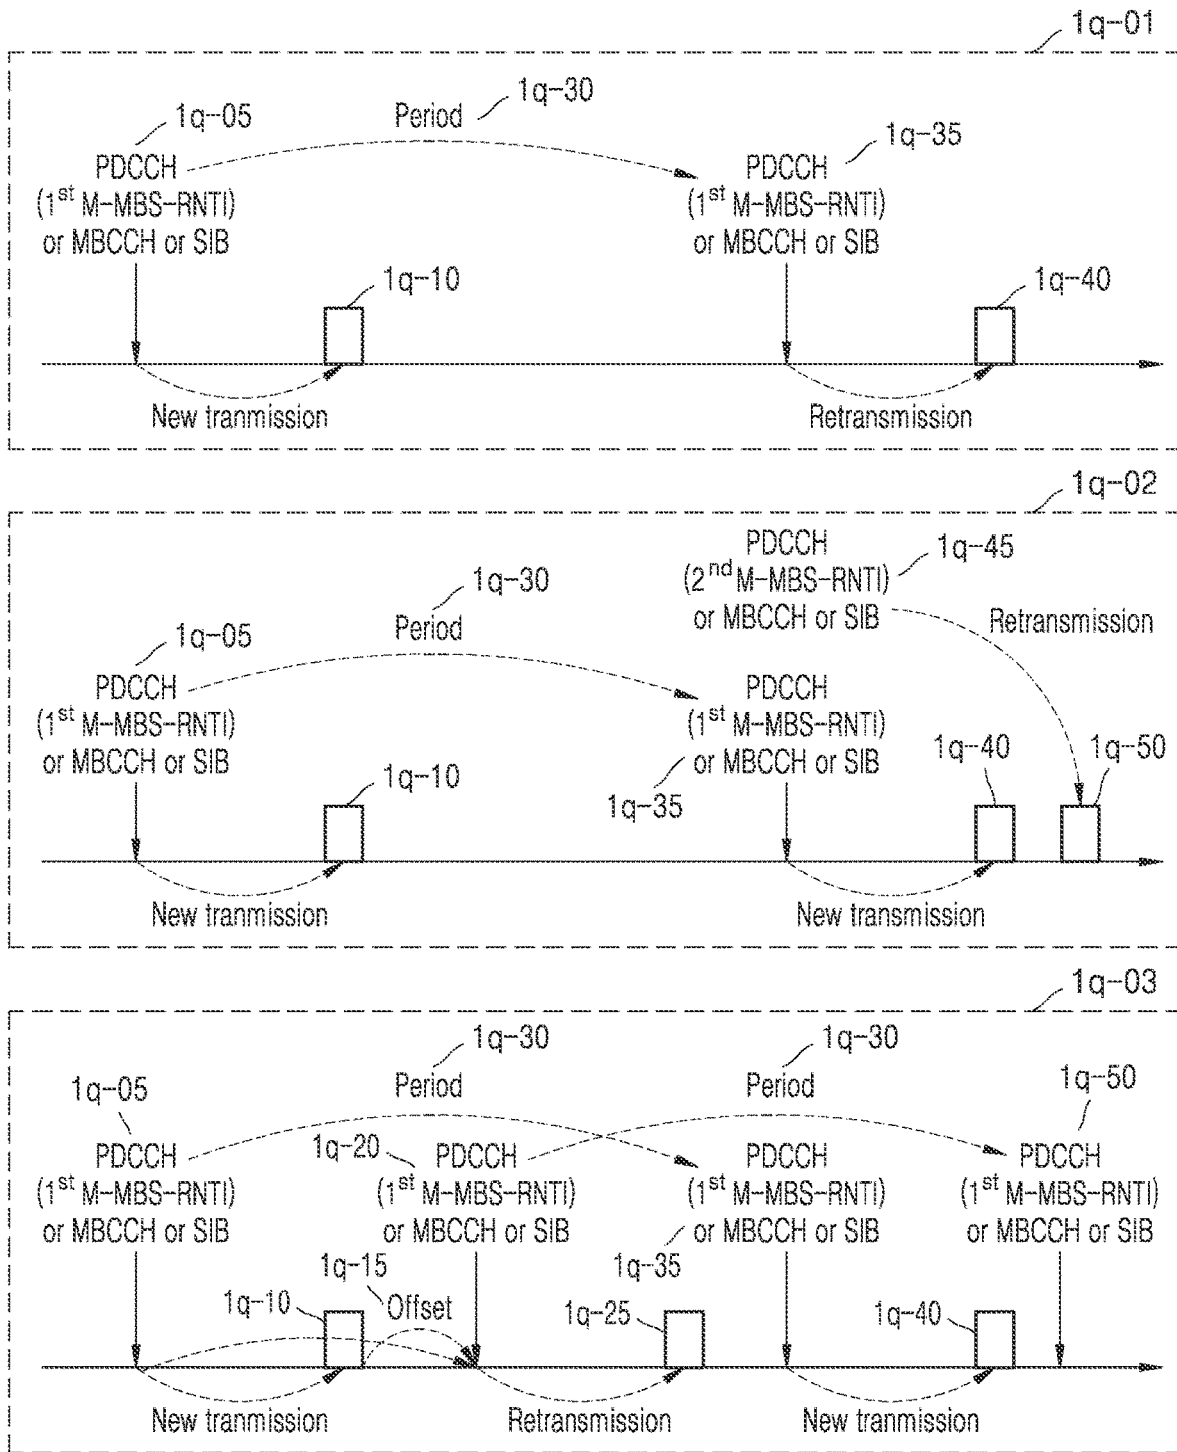 1q-01
1q-05
Period
1q-30
1q-35
PDCCH
(1st M-MBS-RNTI)
or MBCCH or SIB
PDCCH
(1st M-MBS-RNTI)
or MBCCH or SIB
1q-10
1q-40
New tranmission
Retransmission
1q-02
PDCCH
(2nd M-MBS-RNTI)
or MBCCH or SIB
1q-45
1q-30
Retransmission
1q-05
Period
PDCCH
(1st M-MBS-RNTI)
or MBCCH or SIB
PDCCH
(1st M-MBS-RNTI)
or MBCCH or SIB
1q-10
1q-35
1q-40
1q-50
New tranmission
New transmission
1q-03
1q-30
1q-30
1q-05
Period
Period
1q-50
PDCCH
(1st M-MBS-RNTI)
or MBCCH or SIB
1q-20
PDCCH
(1st M-MBS-RNTI)
or MBCCH or SIB
PDCCH
(1st M-MBS-RNTI)
or MBCCH or SIB
PDCCH
(1st M-MBS-RNTI)
or MBCCH or SIB
1q-15
1q-35
1q-10
Offset
1q-25
1q-40
New tranmission
Retransmission
New transmission